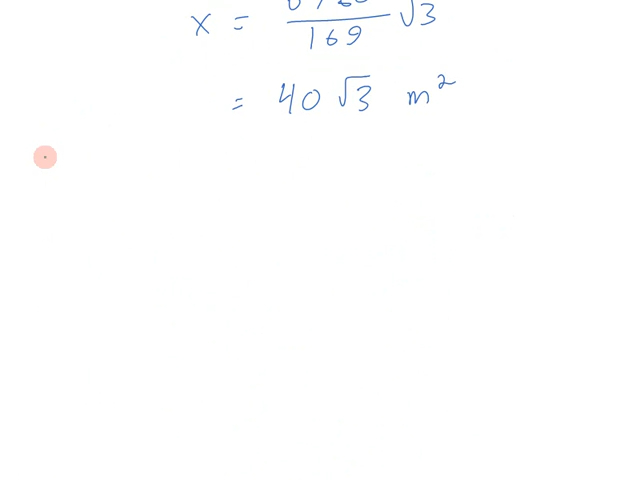 x = /169 √3
= 40 √3 m²